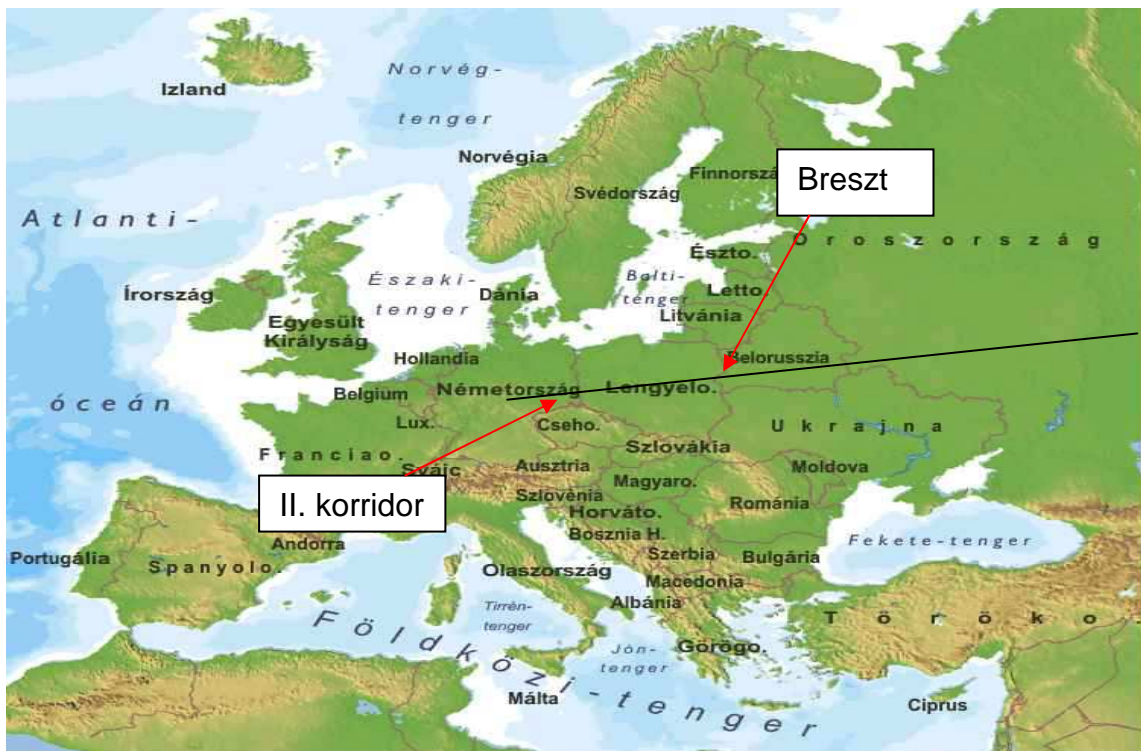 Izland
Norvég-
tenger
Norvégia
Finnorszá
Svédország
Breszt
Atlanti-
Oroszország
Észto.
Balti-
tenger
Letto.
Litvánia
Írország
Északi-
tenger
Dánia
Egyesült
Királyság
Hollandia
Belorusszia
Németország
Lengyelo.
Belgium
óceán
Lux.
Cseho.
Ukrajna
Franciao.
Szlovákia
Svájc
Ausztria
Moldova
Magyaro.
II. korridor
Szlovénia
Románia
Horváto.
Bosznia H.
Fekete-tenger
Andorra
Szerbia
Bulgária
Portugália
Spanyolo.
Olaszország
Macedonia
Albánia
Tirrén-
tenger
Töröko.
Földközi-tenger
Jón-
tenger
Görögo.
Málta
Ciprus